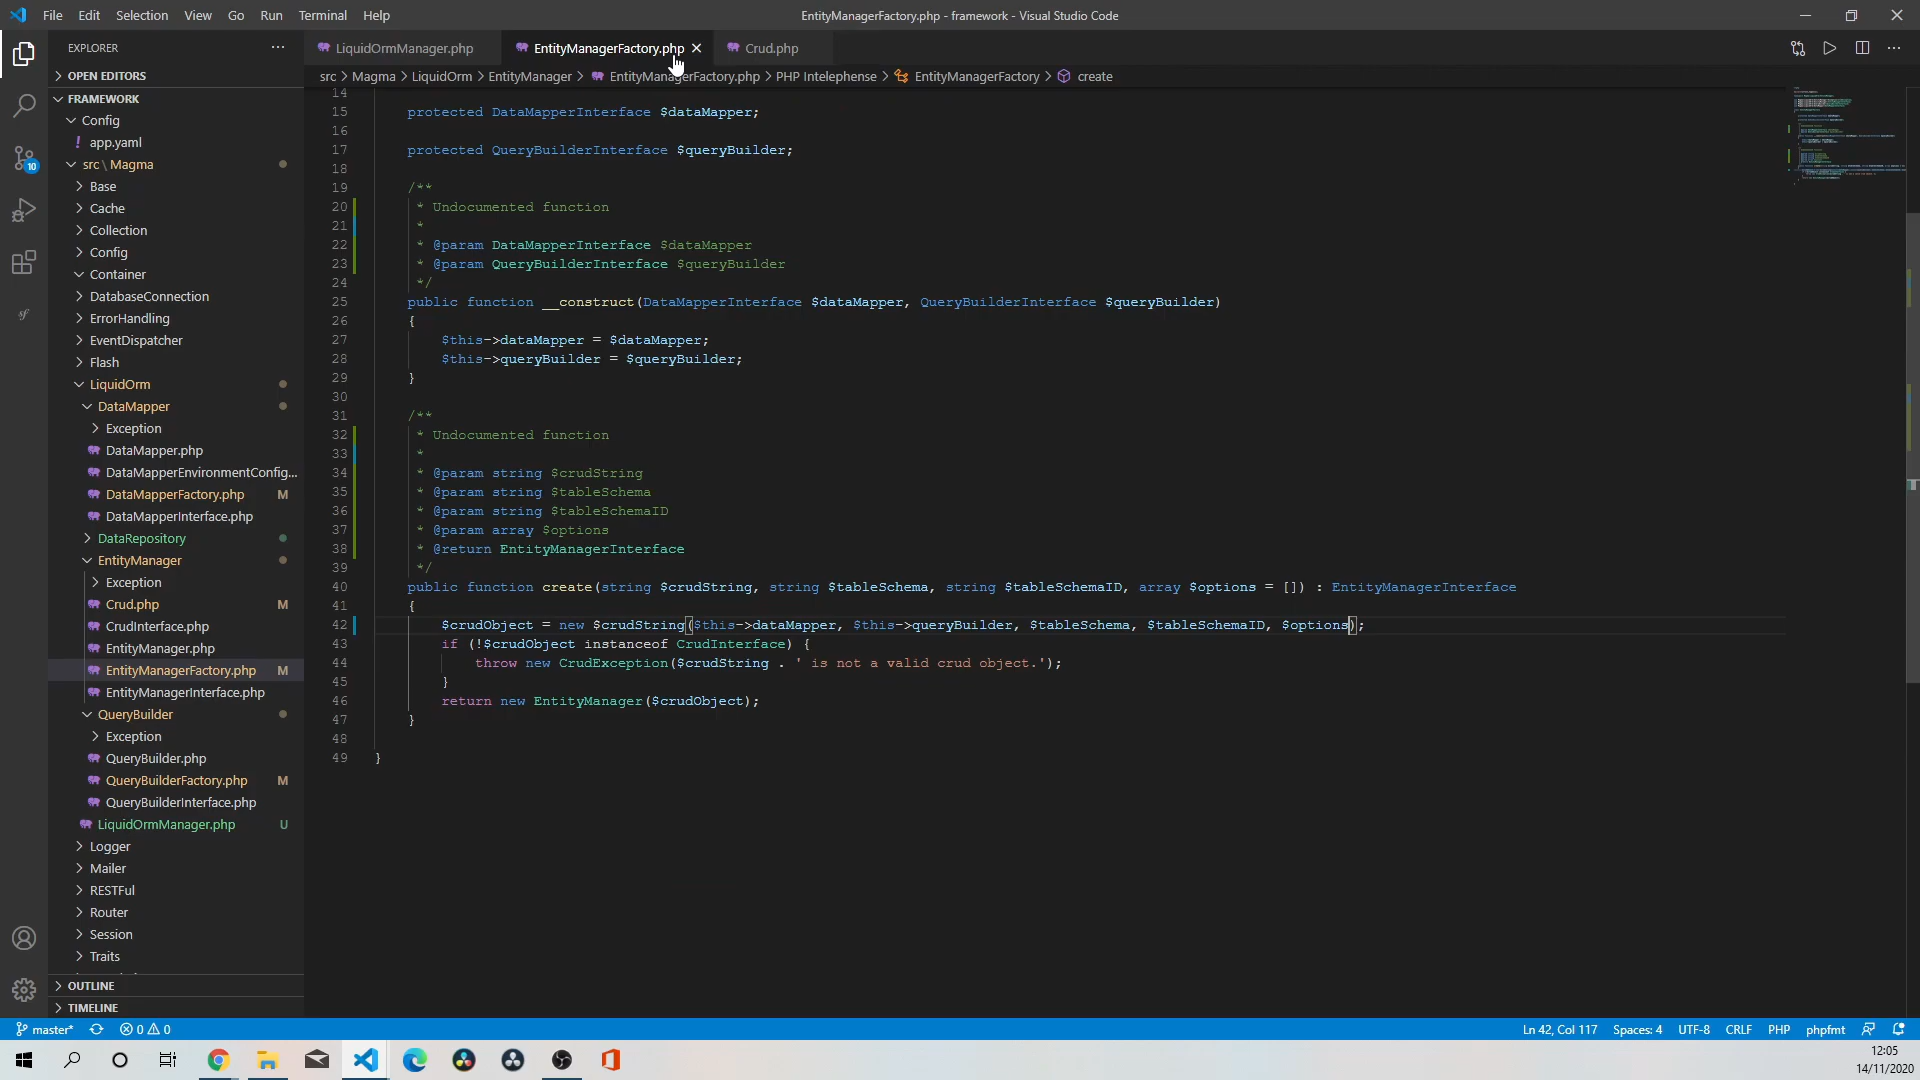 File Edit Selection View Go Run Terminal Help
EntityManagerFactory.php - framework - Visual Studio Code
EXPLORER
OPEN EDITORS
FRAMEWORK
Config
! app.yaml
src \ Magma
Base
Cache
Collection
Config
Container
DatabaseConnection
ErrorHandling
EventDispatcher
Flash
LiquidOrm
DataMapper
Exception
DataMapper.php
DataMapperEnvironmentConfig...
DataMapperFactory.php M
DataMapperInterface.php
DataRepository
EntityManager
Exception
Crud.php M
CrudInterface.php
EntityManager.php
EntityManagerFactory.php M
EntityManagerInterface.php
QueryBuilder
Exception
QueryBuilder.php
QueryBuilderFactory.php M
QueryBuilderInterface.php
LiquidOrmManager.php U
Logger
Mailer
RESTFul
Router
Session
Traits
OUTLINE
TIMELINE
10
LiquidOrmManager.php
EntityManagerFactory.php
Crud.php
src > Magma > LiquidOrm > EntityManager > EntityManagerFactory.php > PHP Intelephense > EntityManagerFactory > create
14
15 protected DataMapperInterface $dataMapper;
16
17 protected QueryBuilderInterface $queryBuilder;
18
19 /**
20 * Undocumented function
21 *
22 * @param DataMapperInterface $dataMapper
23 * @param QueryBuilderInterface $queryBuilder
24 */
25 public function __construct(DataMapperInterface $dataMapper, QueryBuilderInterface $queryBuilder)
26 {
27 $this->dataMapper = $dataMapper;
28 $this->queryBuilder = $queryBuilder;
29 }
30
31 /**
32 * Undocumented function
33 *
34 * @param string $crudString
35 * @param string $tableSchema
36 * @param string $tableSchemaID
37 * @param array $options
38 * @return EntityManagerInterface
39 */
40 public function create(string $crudString, string $tableSchema, string $tableSchemaID, array $options = []) : EntityManagerInterface
41 {
42 $crudObject = new $crudString($this->dataMapper, $this->queryBuilder, $tableSchema, $tableSchemaID, $options);
43 if (!$crudObject instanceof CrudInterface) {
44 throw new CrudException($crudString . ' is not a valid crud object.');
45 }
46 return new EntityManager($crudObject);
47 }
48
49 }
master* 0 0
Ln 42, Col 117 Spaces: 4 UTF-8 CRLF PHP phpfmt
12:05
14/11/2020